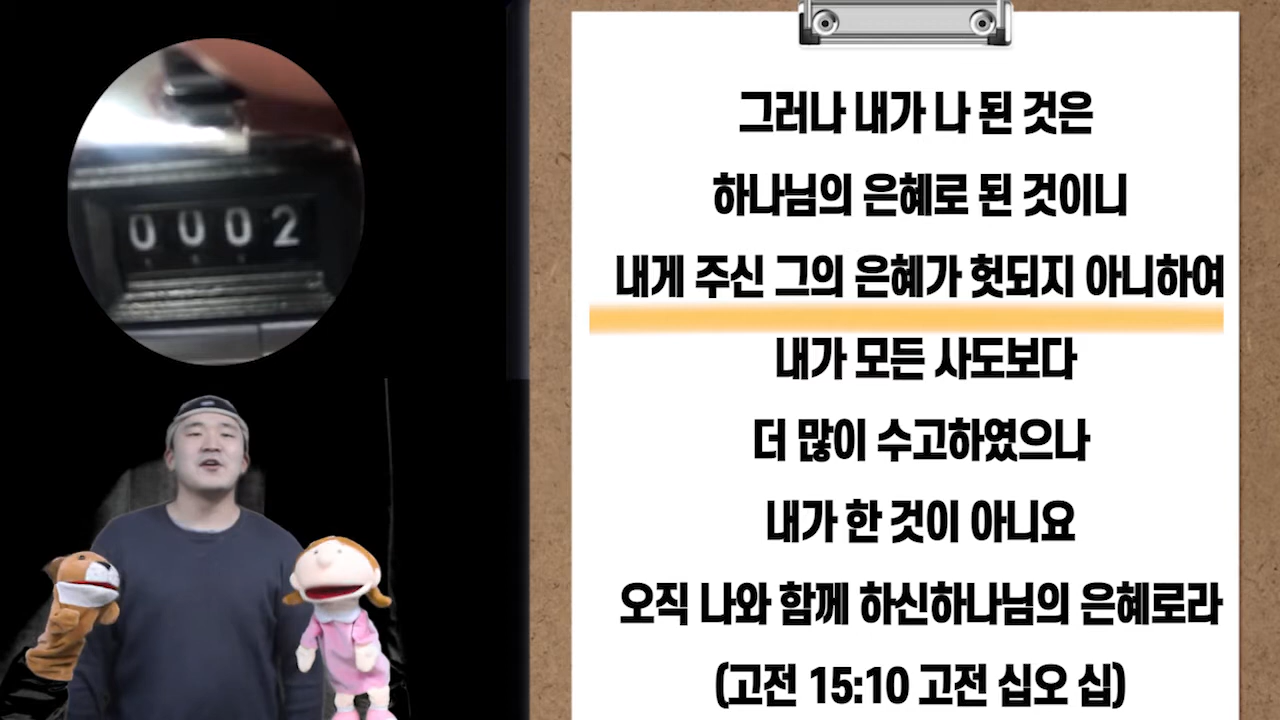 0002
그러나 내가 나 된 것은
하나님의 은혜로 된 것이니
내게 주신 그의 은혜가 헛되지 아니하여
내가 모든 사도보다
더 많이 수고하였으나
내가 한 것이 아니요
오직 나와 함께 하신하나님의 은혜로라
(고전 15:10 고전 십오 십)